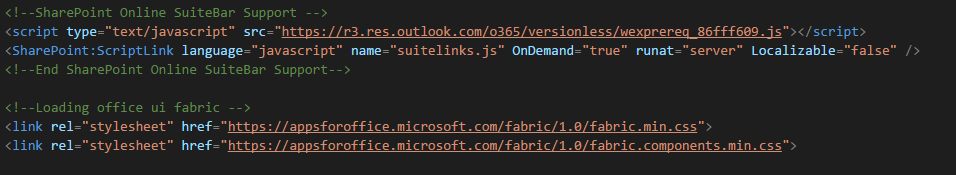 <!--SharePoint Online SuiteBar Support -->
<script type="text/javascript" src="https://r3.res.outlook.com/o365/versionless/wexprereq_86fff609.js"></script>
<SharePoint:ScriptLink language="javascript" name="suitelinks.js" OnDemand="true" runat="server" Localizable="false" />
<!--End SharePoint Online SuiteBar Support-->
<!--Loading office ui fabric -->
<link rel="stylesheet" href="https://appsforoffice.microsoft.com/fabric/1.0/fabric.min.css">
<link rel="stylesheet" href="https://appsforoffice.microsoft.com/fabric/1.0/fabric.components.min.css">